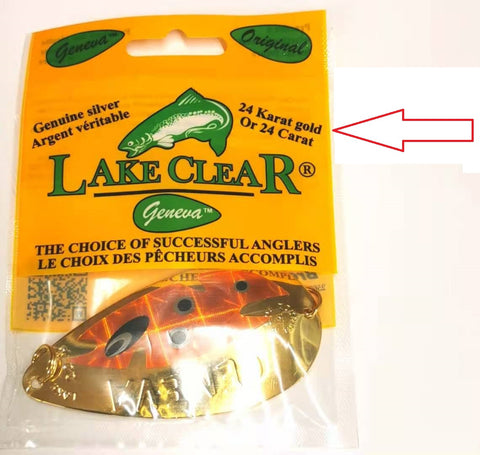 Geneva™
Original
Genuine silver
Argent véritable
24 Karat gold
Or 24 Carat
LAKE CLEAR®
Geneva™
THE CHOICE OF SUCCESSFUL ANGLERS
LE CHOIX DES PÊCHEURS ACCOMPLIS